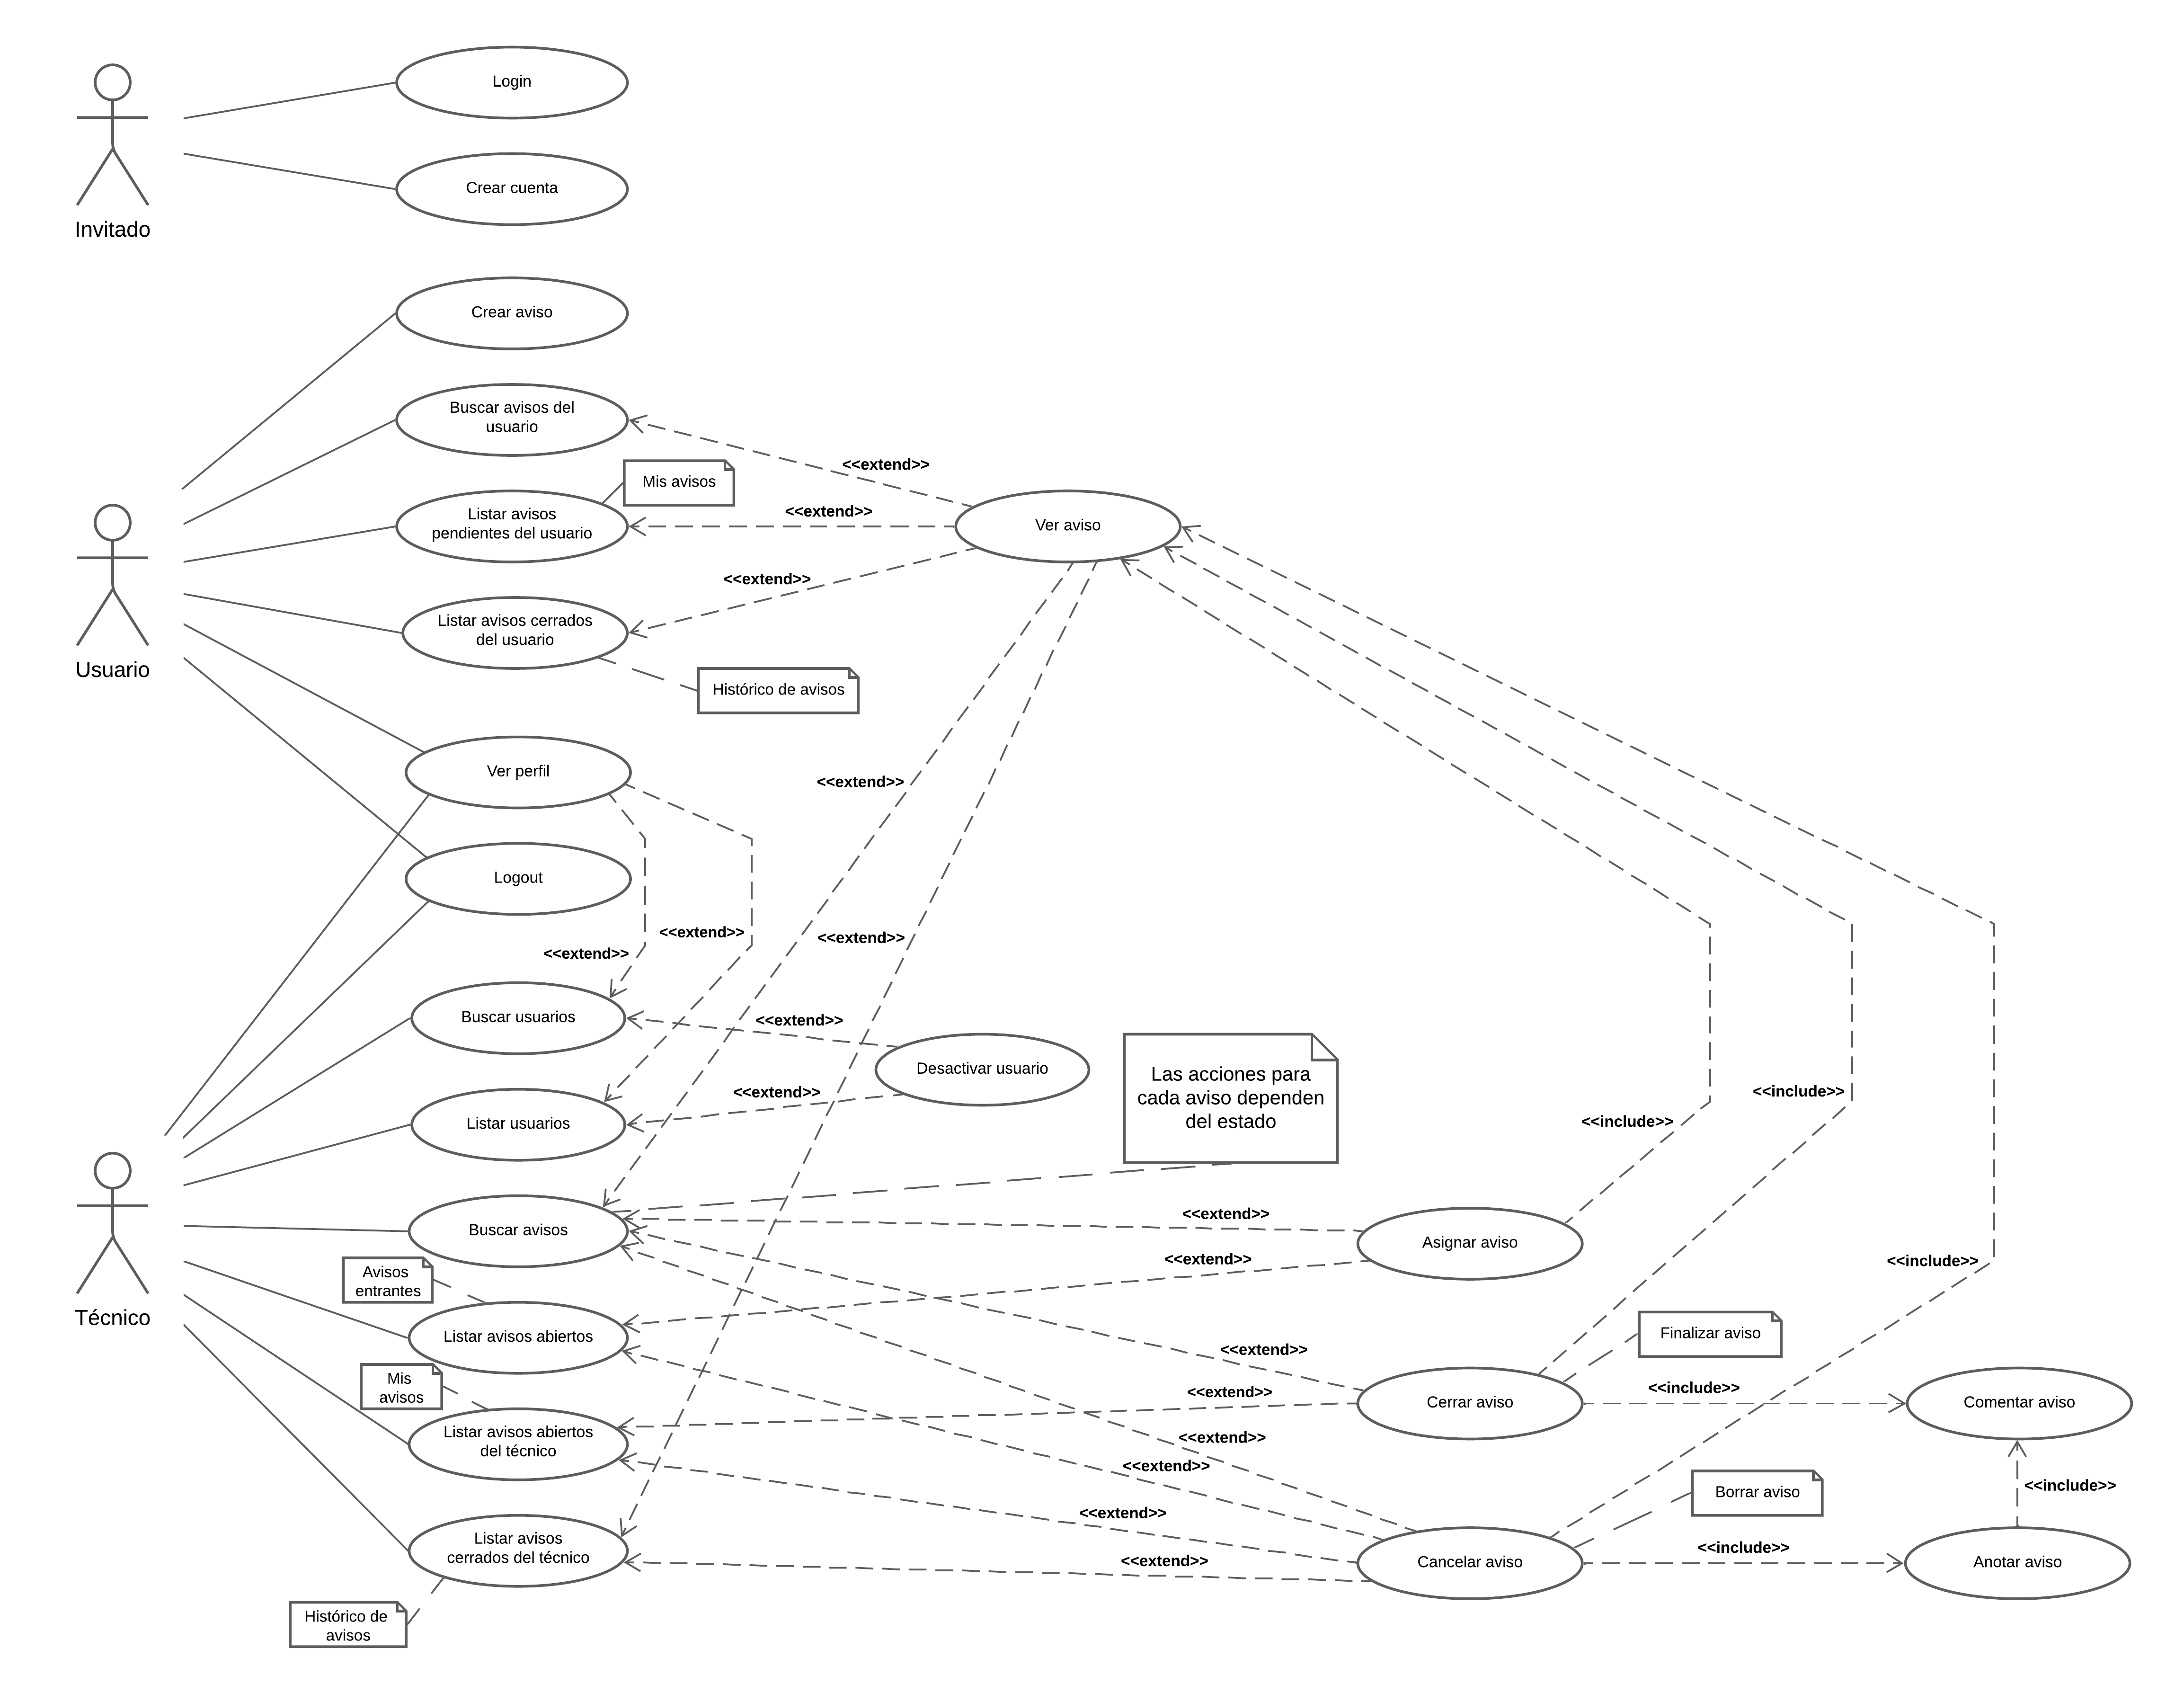 Login
Crear cuenta
Invitado
Crear aviso
Buscar avisos del
usuario
<<extend>>
Mis avisos
Listar avisos
pendientes del usuario
<<extend>>
Ver aviso
<<extend>>
Listar avisos cerrados
del usuario
Usuario
Histórico de avisos
Ver perfil
<<extend>>
Logout
<<extend>>
<<extend>>
<<extend>>
Buscar usuarios
<<extend>>
Desactivar usuario
Las acciones para
cada aviso dependen
del estado
<<extend>>
<<include>>
<<include>>
Listar usuarios
Buscar avisos
<<extend>>
Asignar aviso
<<extend>>
<<include>>
Avisos
entrantes
Técnico
Listar avisos abiertos
<<extend>>
Finalizar aviso
Mis
avisos
<<extend>>
Cerrar aviso
<<include>>
Comentar aviso
Listar avisos abiertos
del técnico
<<extend>>
<<extend>>
<<include>>
Borrar aviso
<<extend>>
Listar avisos
cerrados del técnico
<<extend>>
Cancelar aviso
<<include>>
Anotar aviso
Histórico de
avisos